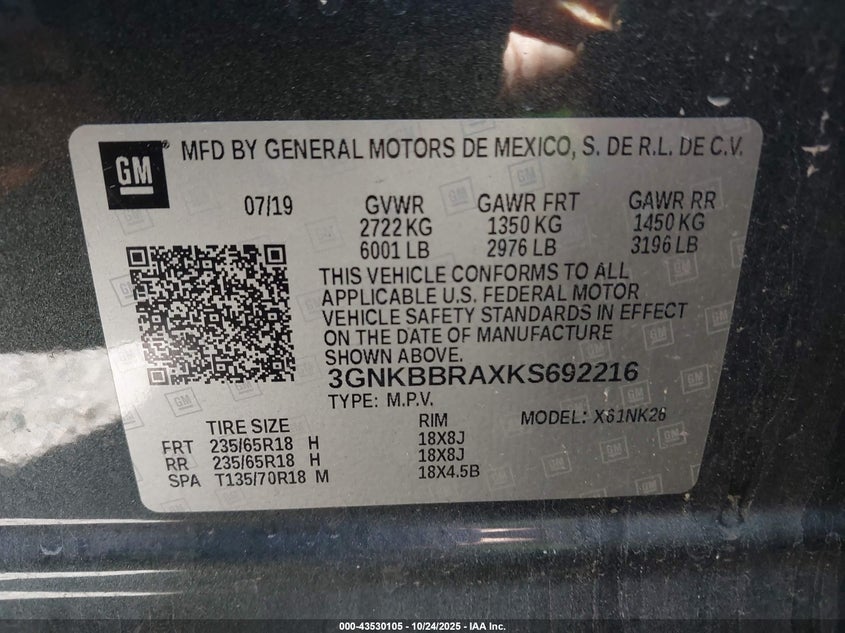 GM MFD BY GENERAL MOTORS DE MEXICO, S. DE R.L. DE C.V.
07/19 GVWR GAWR FRT GAWR RR
2722 KG 1350 KG 1450 KG
6001 LB 2976 LB 3196 LB
THIS VEHICLE CONFORMS TO ALL
APPLICABLE U.S. FEDERAL MOTOR
VEHICLE SAFETY STANDARDS IN EFFECT
ON THE DATE OF MANUFACTURE
SHOWN ABOVE.
3GNKBBRAXKS692216
TYPE: M.P.V.
TIRE SIZE RIM MODEL: X61NK26
FRT 235/65R18 H 18X8J
RR 235/65R18 H 18X8J
SPA T135/70R18 M 18X4.5B
000-43530105 - 10/24/2025 - IAA Inc.